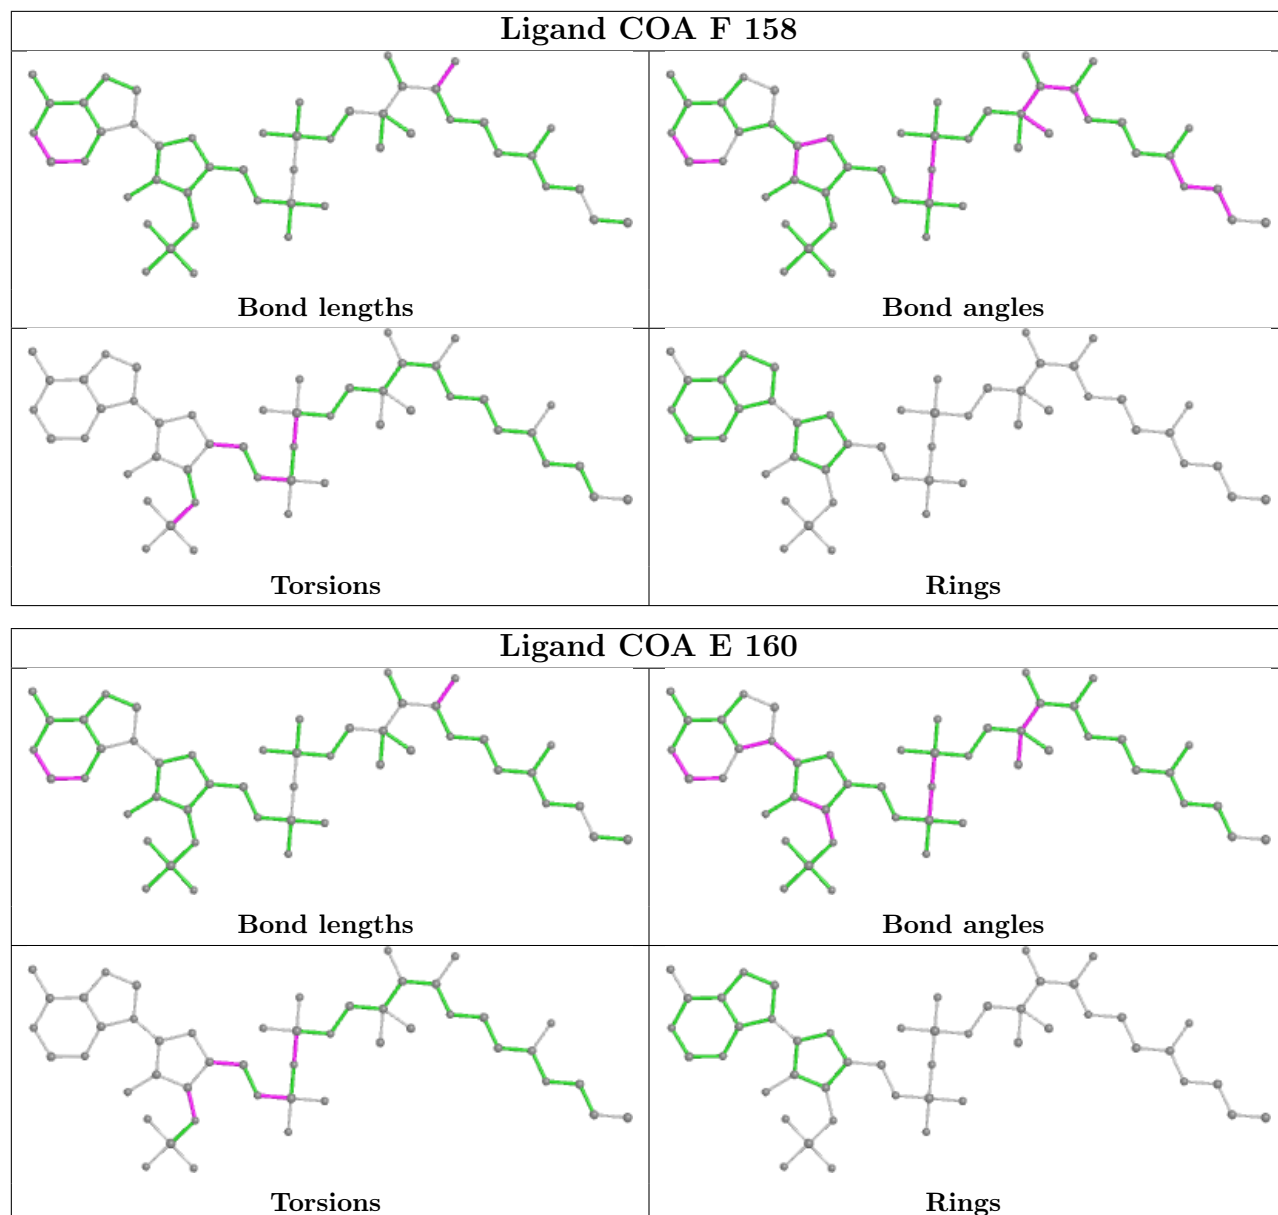 Ligand COA F 158
Bond lengths
Bond angles
Torsions
Rings
Ligand COA E 160
Bond lengths
Bond angles
Torsions
Rings